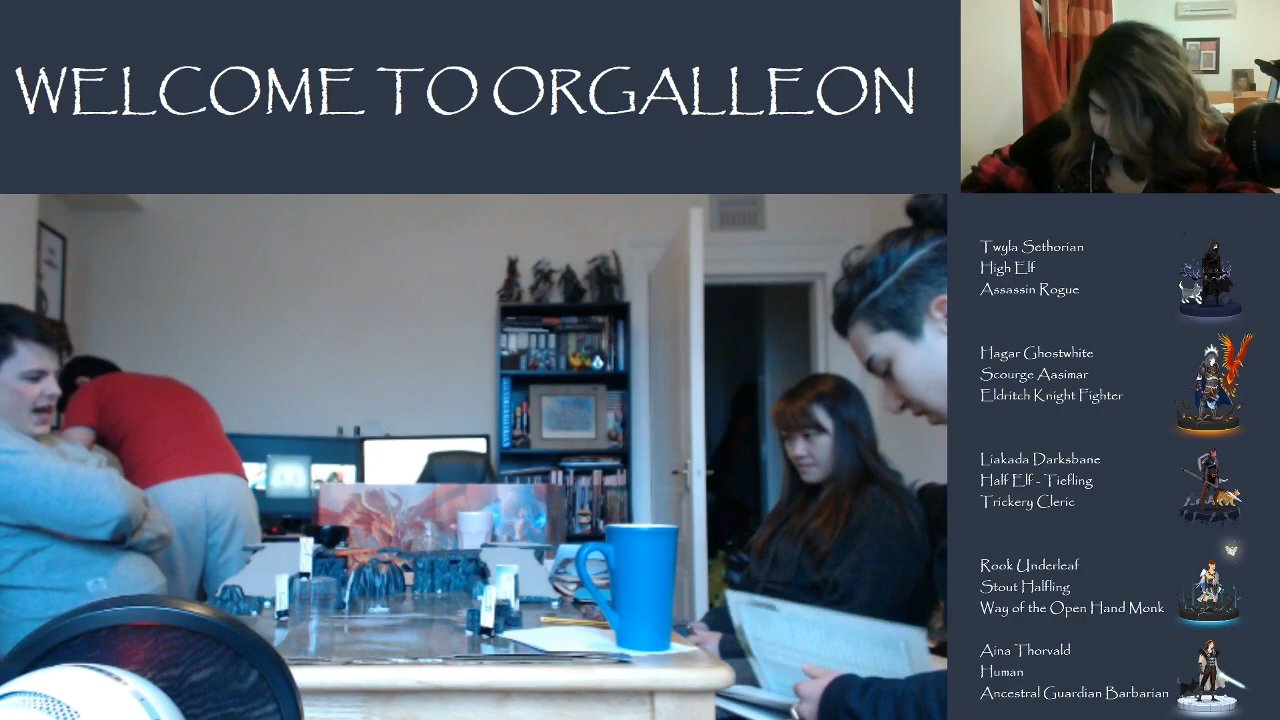 WELCOME TO ORGALLEON
Twyla Sethorian
High Elf
Assassin Rogue
Hagar Ghostwhite
Scourge Aasimar
Eldritch Knight Fighter
Liakada Darksbane
Half Elf - Tiefling
Trickery Cleric
Rook Underleaf
Stout Halfling
Way of the Open Hand Monk
Aina Thorvald
Human
Ancestral Guardian Barbarian